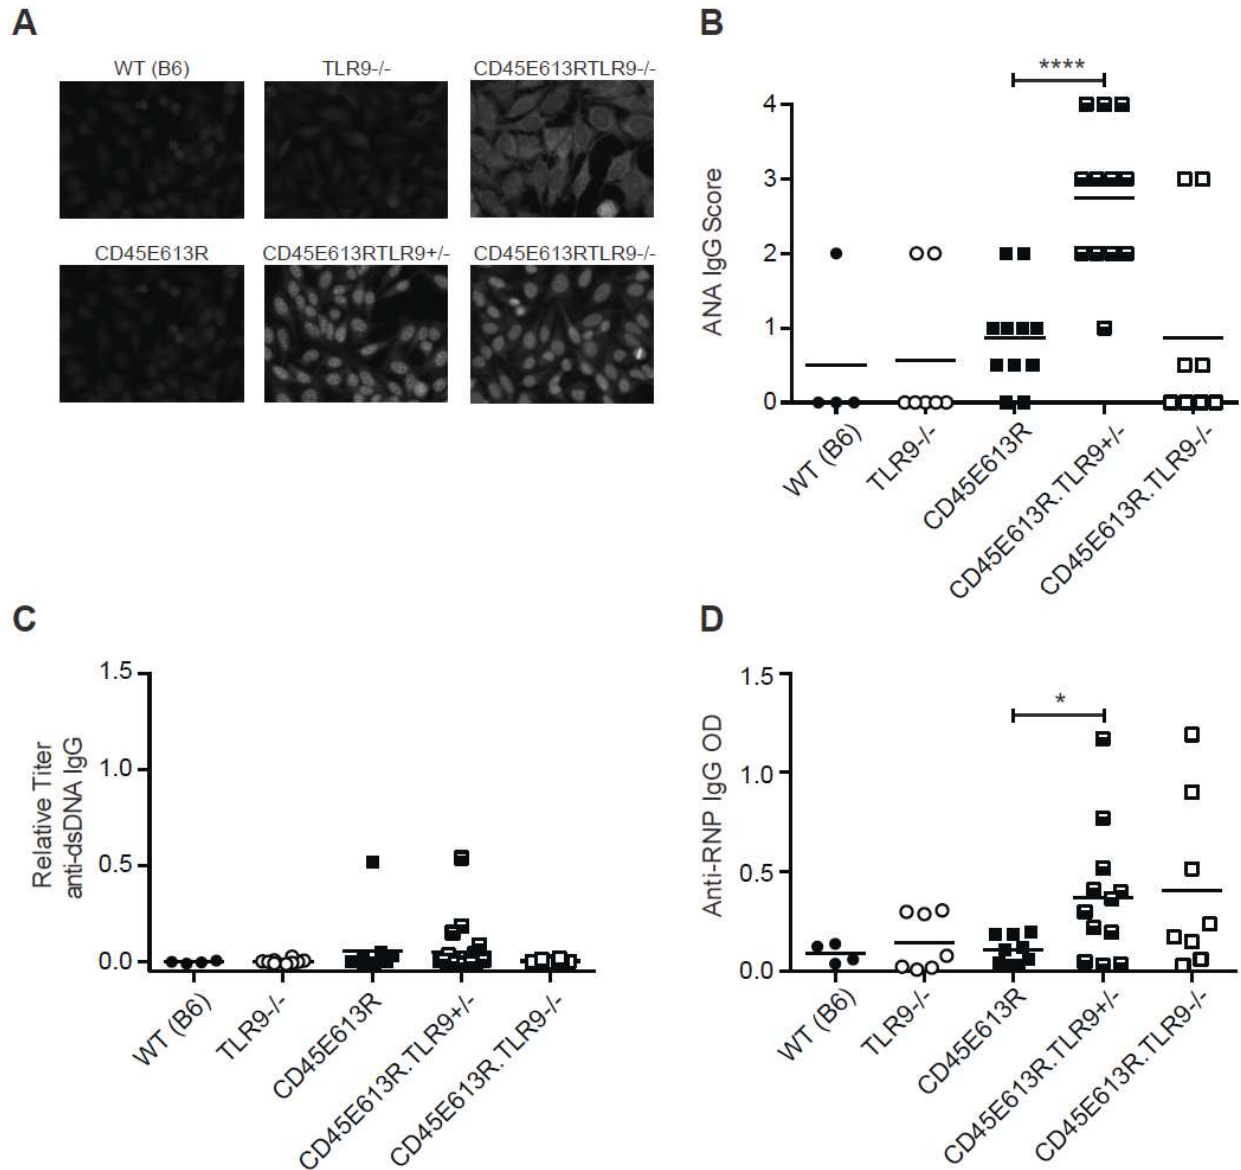 A
WT (B6)
TLR9-/-
CD45E613RTLR9-/-
CD45E613R
CD45E613RTLR9+/-
CD45E613RTLR9-/-
B
****
ANA IgG Score
4
3
2
1
0
WT (B6)
TLR9-/-
CD45E613R
CD45E613R.TLR9+/-
CD45E613R.TLR9-/-
C
Relative Titer
anti-dsDNA IgG
1.5
1.0
0.5
0.0
WT (B6)
TLR9-/-
CD45E613R
CD45E613R.TLR9+/-
CD45E613R.TLR9-/-
D
*
Anti-RNP IgG OD
1.5
1.0
0.5
0.0
WT (B6)
TLR9-/-
CD45E613R
CD45E613R.TLR9+/-
CD45E613R.TLR9-/-